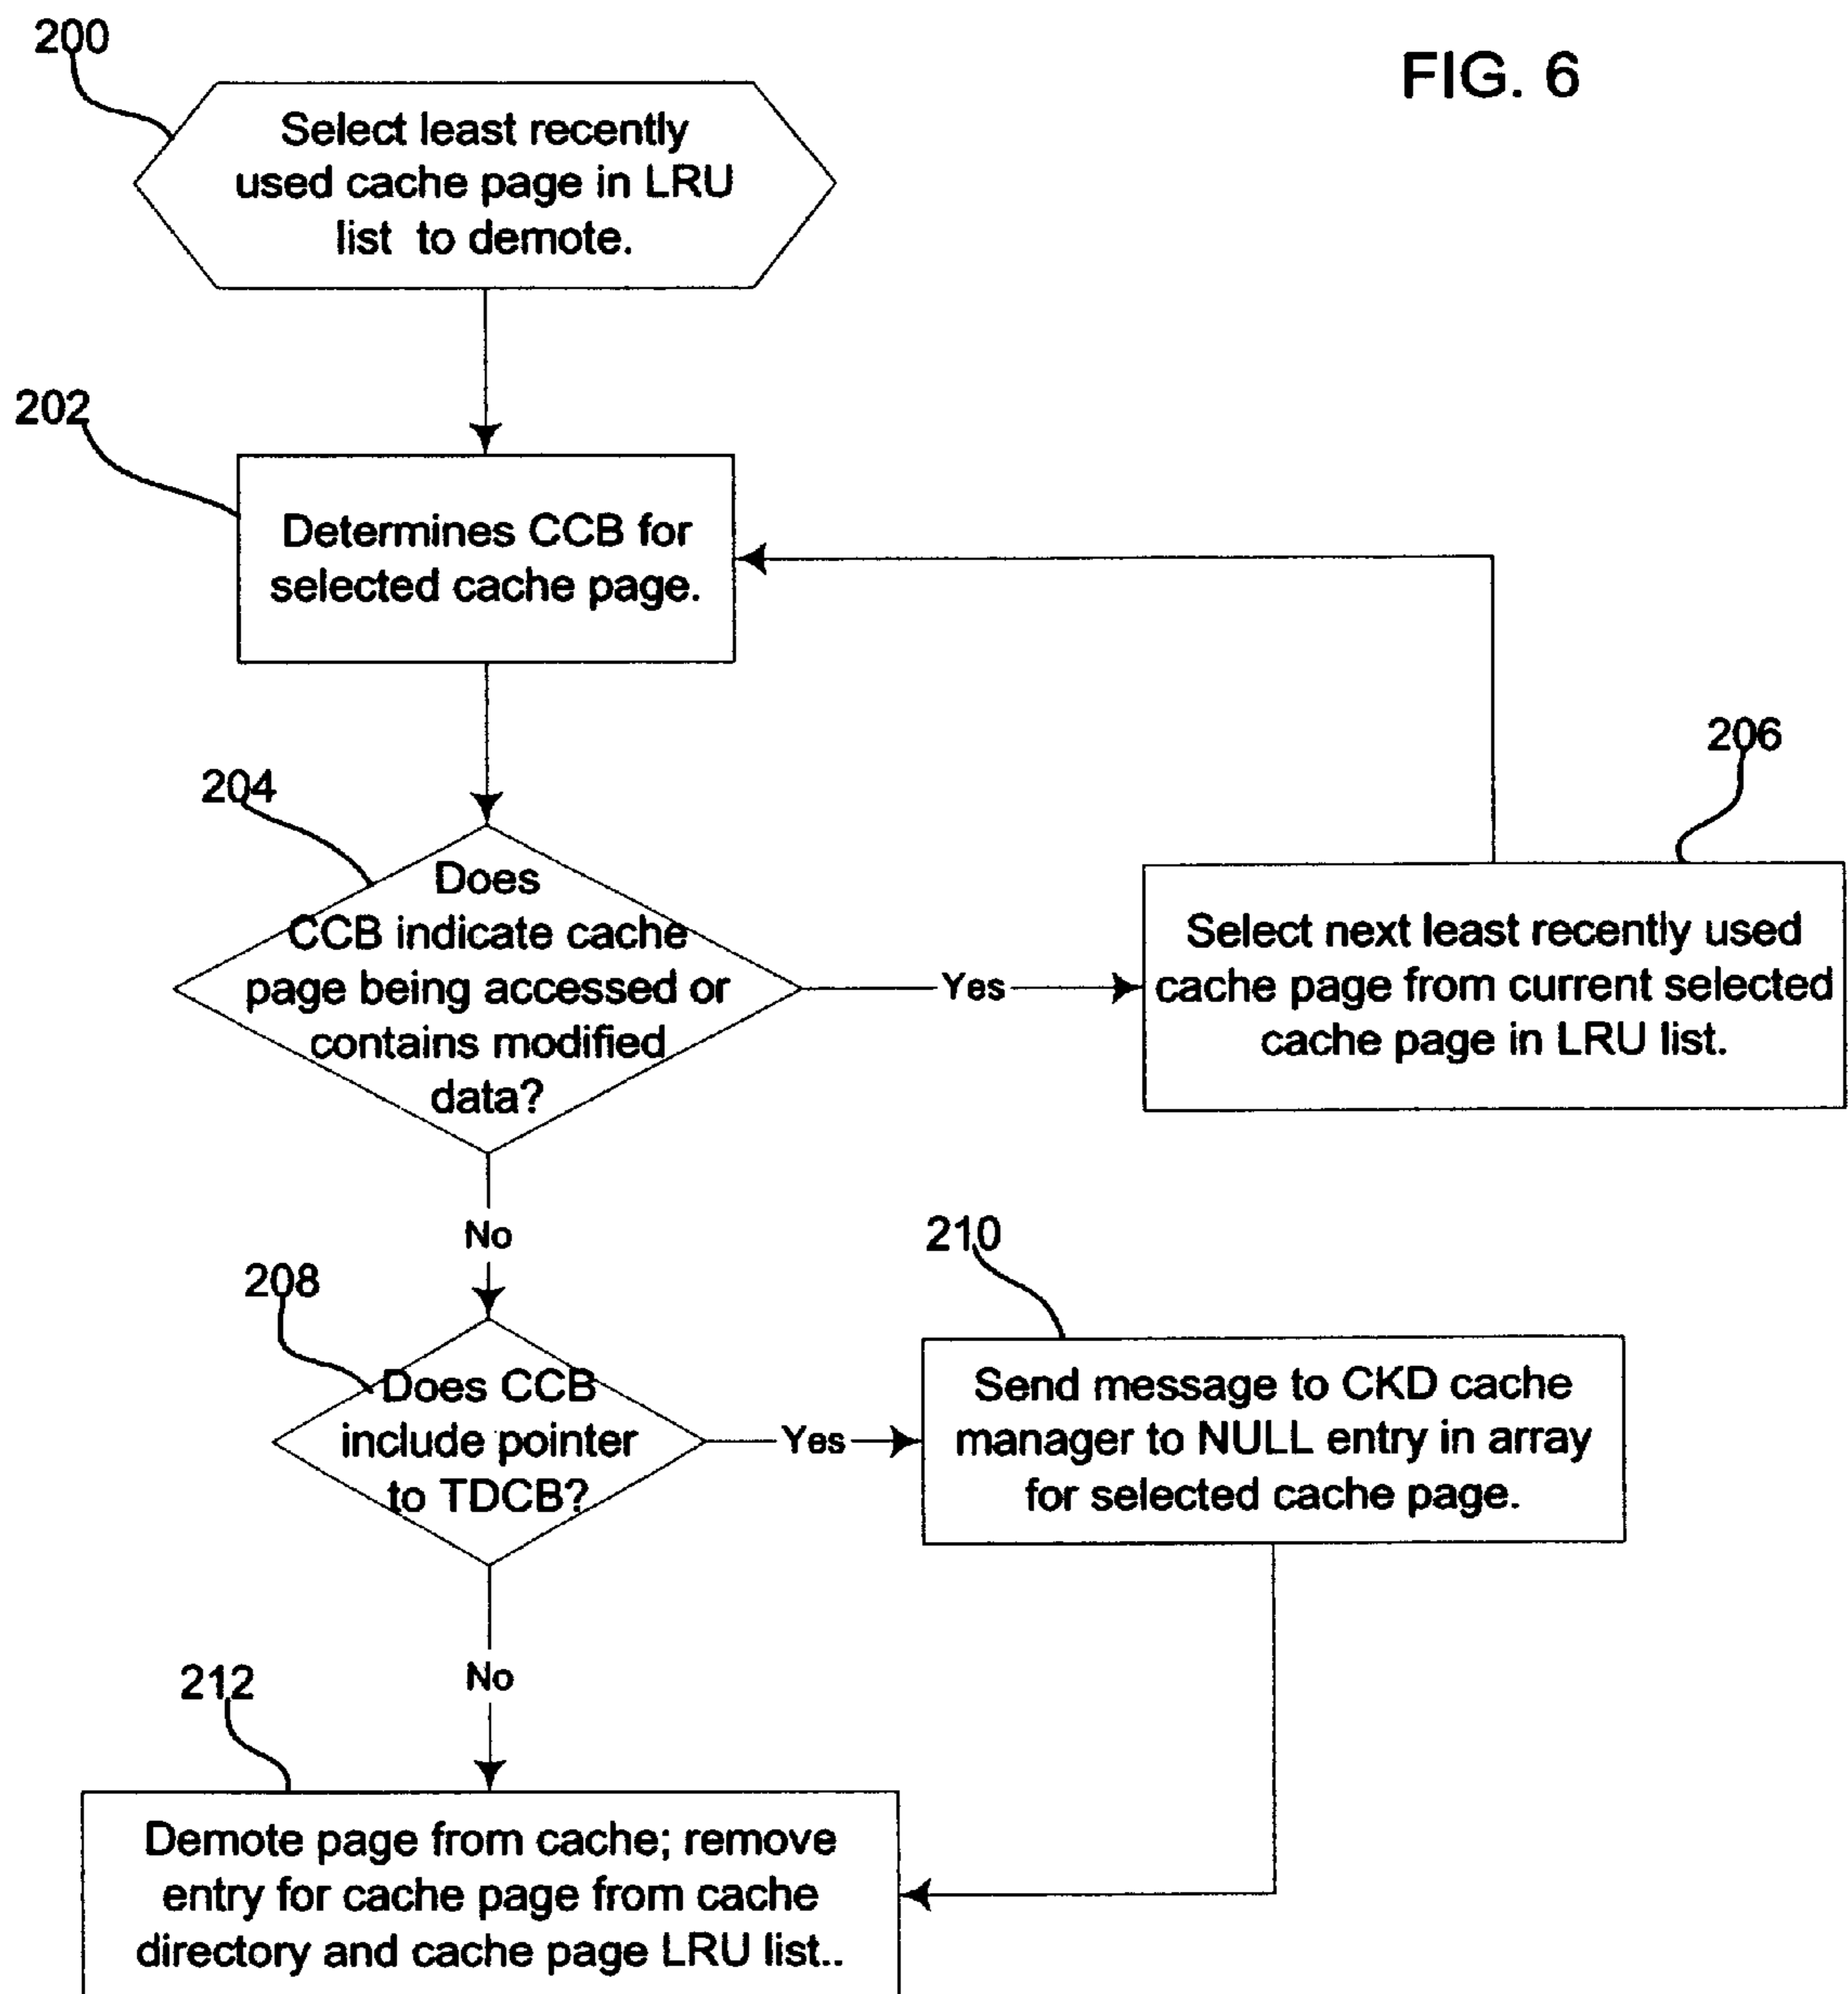 FIG. 6
200
Select least recently
used cache page in LRU
list to demote.
202
Determines CCB for
selected cache page.
204
Does
CCB indicate cache
page being accessed or
contains modified
data?
Yes
206
Select next least recently used
cache page from current selected
cache page in LRU list.
No
208
Does CCB
include pointer
to TDCB?
Yes
210
Send message to CKD cache
manager to NULL entry in array
for selected cache page.
No
212
Demote page from cache; remove
entry for cache page from cache
directory and cache page LRU list..